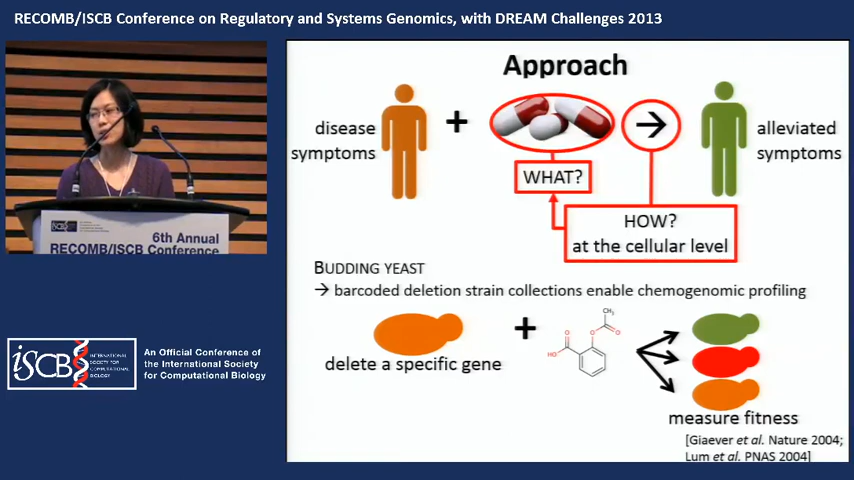 RECOMB/ISCB Conference on Regulatory and Systems Genomics, with DREAM Challenges 2013
Approach
disease
symptoms
+
→
alleviated
symptoms
WHAT?
HOW?
at the cellular level
BUDDING YEAST
→ barcoded deletion strain collections enable chemogenomic profiling
+
CH₃
O
O
O
HO
delete a specific gene
measure fitness
[Giaever et al. Nature 2004;
Lum et al. PNAS 2004]
6th Annual
RECOMB/ISCB Conference
iSCB
INTERNATIONAL
SOCIETY FOR
COMPUTATIONAL
BIOLOGY
An Official Conference of
the International Society
for Computational Biology